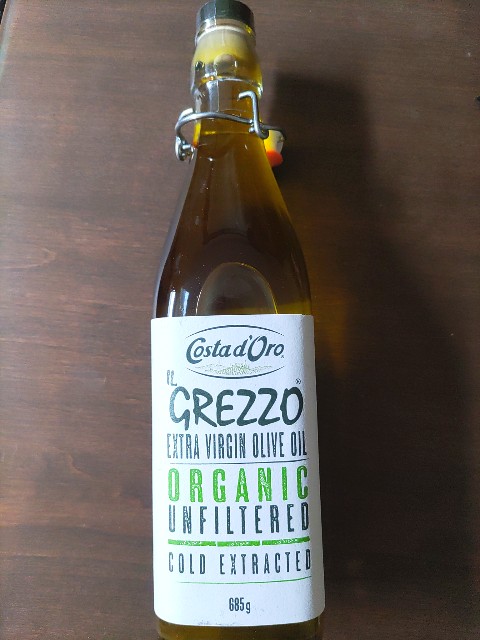 Costa d'Oro
IL
GREZZO
EXTRA VIRGIN OLIVE OIL
ORGANIC
UNFILTERED
COLD EXTRACTED
685g